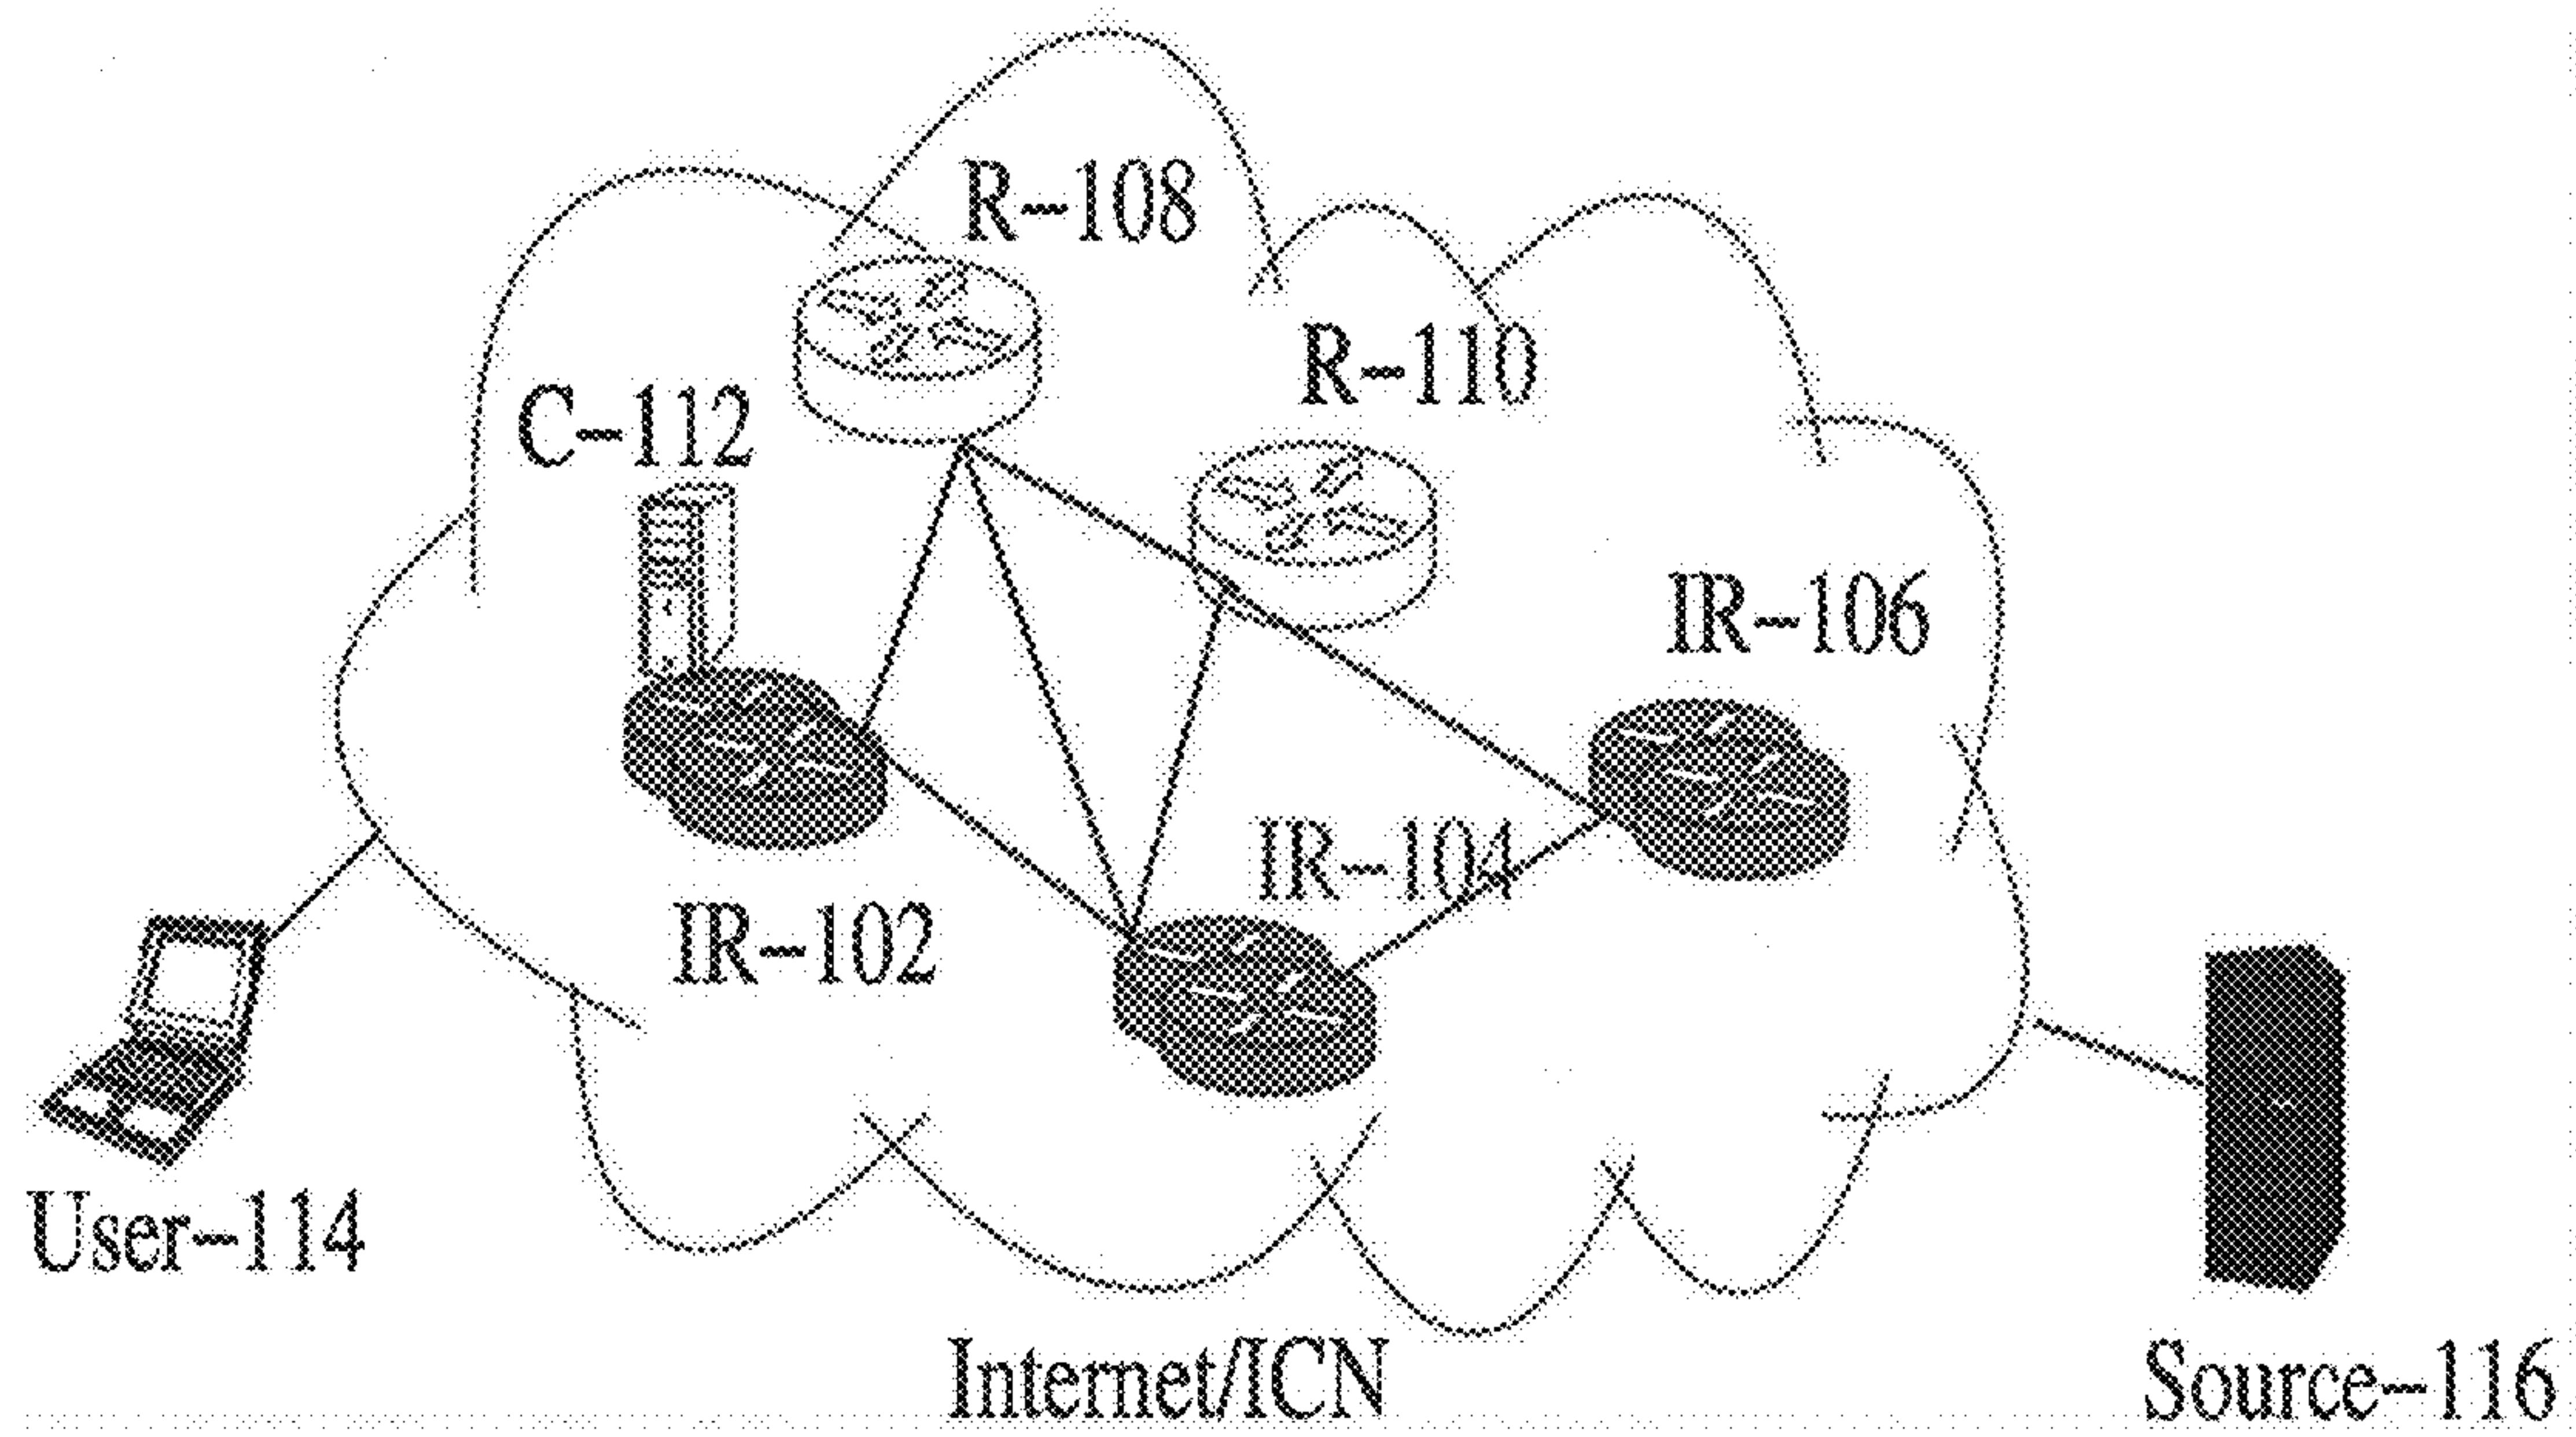 R-108
R-110
C-112
IR-106
IR-104
IR-102
User-114
Internet/ICN
Source-116